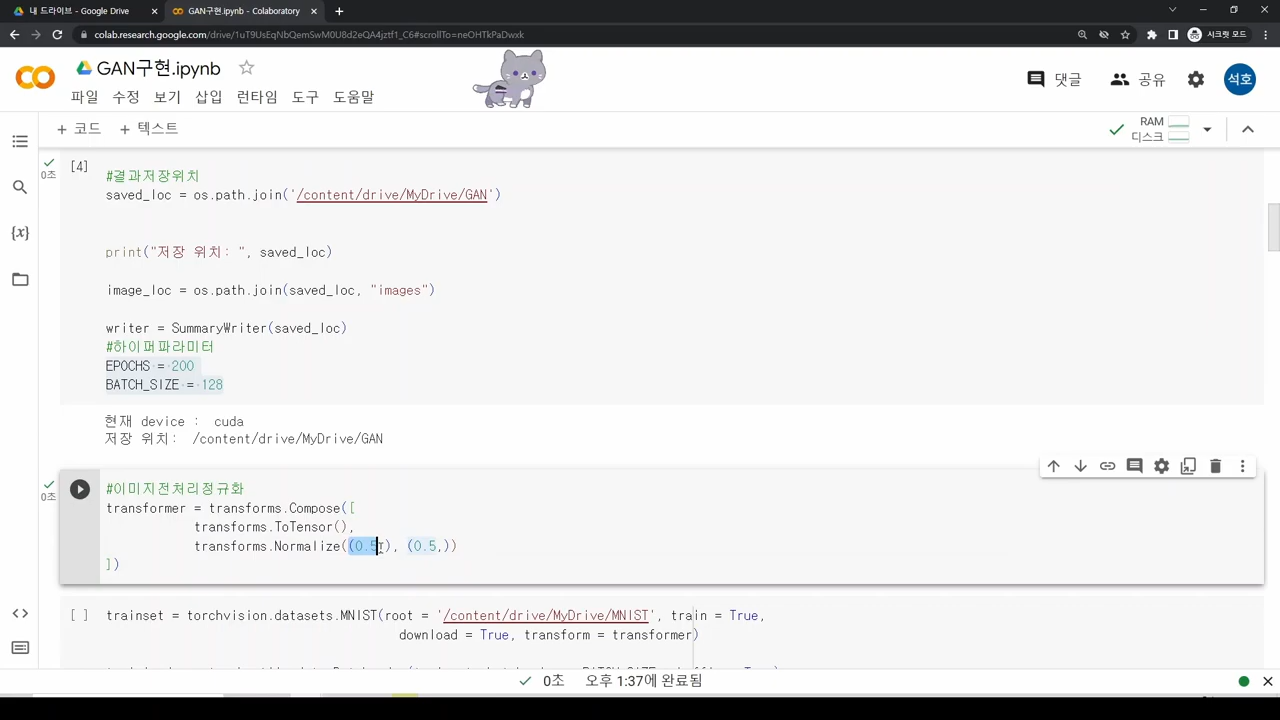 내 드라이브 - Google Drive
GAN구현.ipynb - Colaboratory
colab.research.google.com/drive/1uT9UsEqNbQemSwM0U8d2eQA4jztf1_C6#scrollTo=neOHTkPaDwxk
시크릿 모드
GAN구현.ipynb
댓글
공유
석호
파일 수정 보기 삽입 런타임 도구 도움말
+ 코드 + 텍스트
RAM
디스크
[4]
0초
#결과저장위치
saved_loc = os.path.join('/content/drive/MyDrive/GAN')
print("저장 위치: ", saved_loc)
image_loc = os.path.join(saved_loc, "images")
writer = SummaryWriter(saved_loc)
#하이퍼파라미터
EPOCHS = 200
BATCH_SIZE = 128
현재 device : cuda
저장 위치: /content/drive/MyDrive/GAN
0초
#이미지전처리정규화
transformer = transforms.Compose([
transforms.ToTensor(),
transforms.Normalize((0.5,), (0.5,))
])
[ ] trainset = torchvision.datasets.MNIST(root = '/content/drive/MyDrive/MNIST', train = True,
download = True, transform = transformer)
0초 오후 1:37에 완료됨